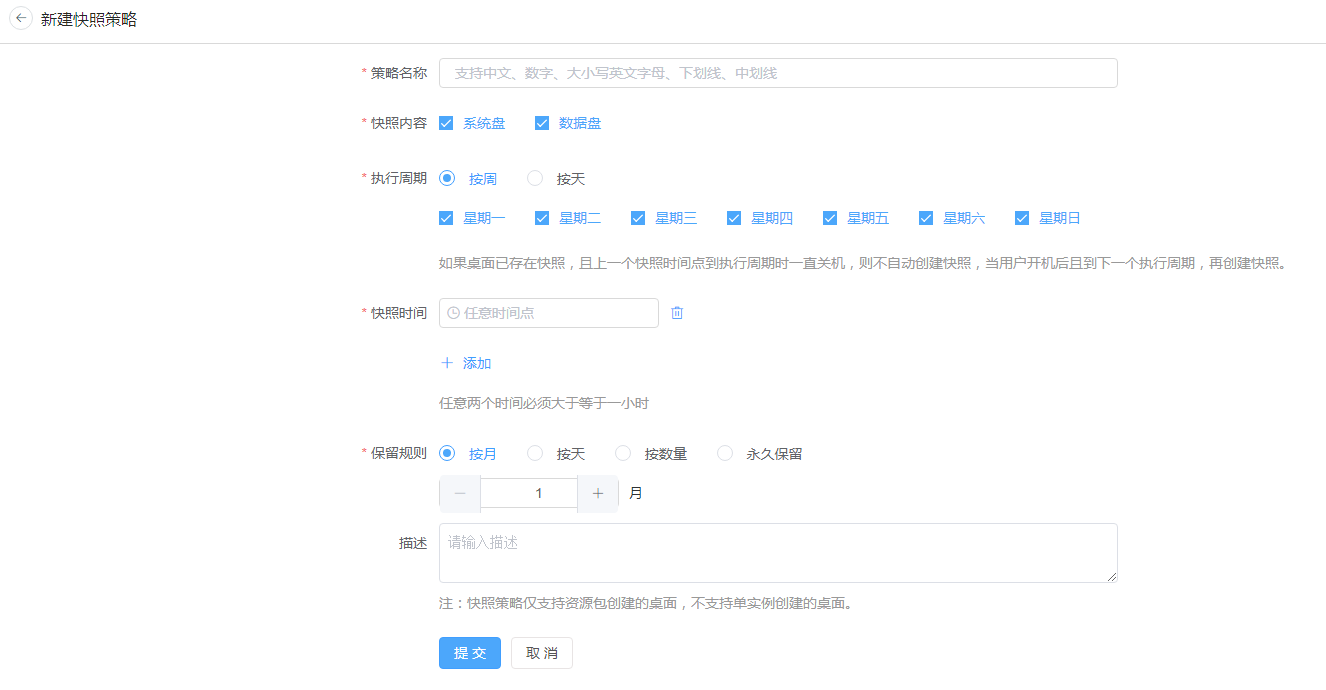 新建快照策略
* 策略名称 支持中文、数字、大小写英文字母、下划线、中划线
* 快照内容 系统盘 数据盘
* 执行周期 按周 按天
星期一 星期二 星期三 星期四 星期五 星期六 星期日
如果桌面已存在快照，且上一个快照时间点到执行周期时一直关机，则不自动创建快照，当用户开机后且到下一个执行周期，再创建快照。
* 快照时间 任意时间点
+ 添加
任意两个时间必须大于等于一小时
* 保留规则 按月 按天 按数量 永久保留
− 1 + 月
描述 请输入描述
注：快照策略仅支持资源包创建的桌面，不支持单实例创建的桌面。
提交 取消